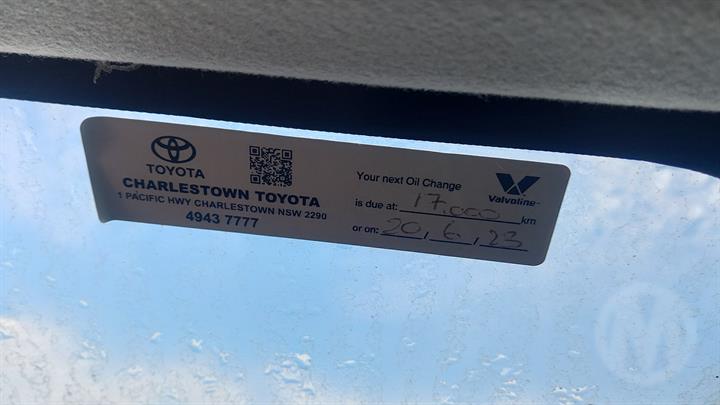 TOYOTA
CHARLESTOWN TOYOTA
1 PACIFIC HWY CHARLESTOWN NSW 2290
4943 7777
Your next Oil Change
is due at: 17,000 km
or on: 20, 6, 23
Valvoline
M